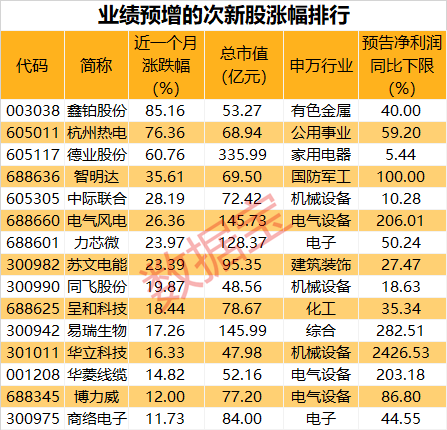 业绩预增的次新股涨幅排行
代码 简称 近一个月涨跌幅（%） 总市值（亿元） 申万行业 预告净利润同比下限（%）
003038 鑫铂股份 85.16 53.27 有色金属 40.00
605011 杭州热电 76.36 68.94 公用事业 59.20
605117 德业股份 60.76 335.99 家用电器 5.44
688636 智明达 35.61 69.50 国防军工 100.00
605305 中际联合 28.19 72.42 机械设备 10.28
688660 电气风电 26.36 145.73 电气设备 206.01
688601 力芯微 23.97 128.37 电子 50.24
300982 苏文电能 23.39 95.35 建筑装饰 27.47
300990 同飞股份 19.87 48.56 机械设备 18.63
688625 呈和科技 18.44 78.67 化工 35.34
300942 易瑞生物 17.26 145.99 综合 282.51
301011 华立科技 16.33 47.98 机械设备 2426.53
001208 华菱线缆 14.82 52.16 电气设备 203.18
688345 博力威 12.00 77.20 电气设备 86.80
300975 商络电子 11.73 84.00 电子 44.55
数据宝